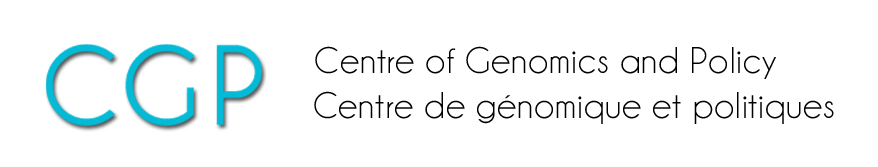 CGP
Centre of Genomics and Policy
Centre de génomique et politiques